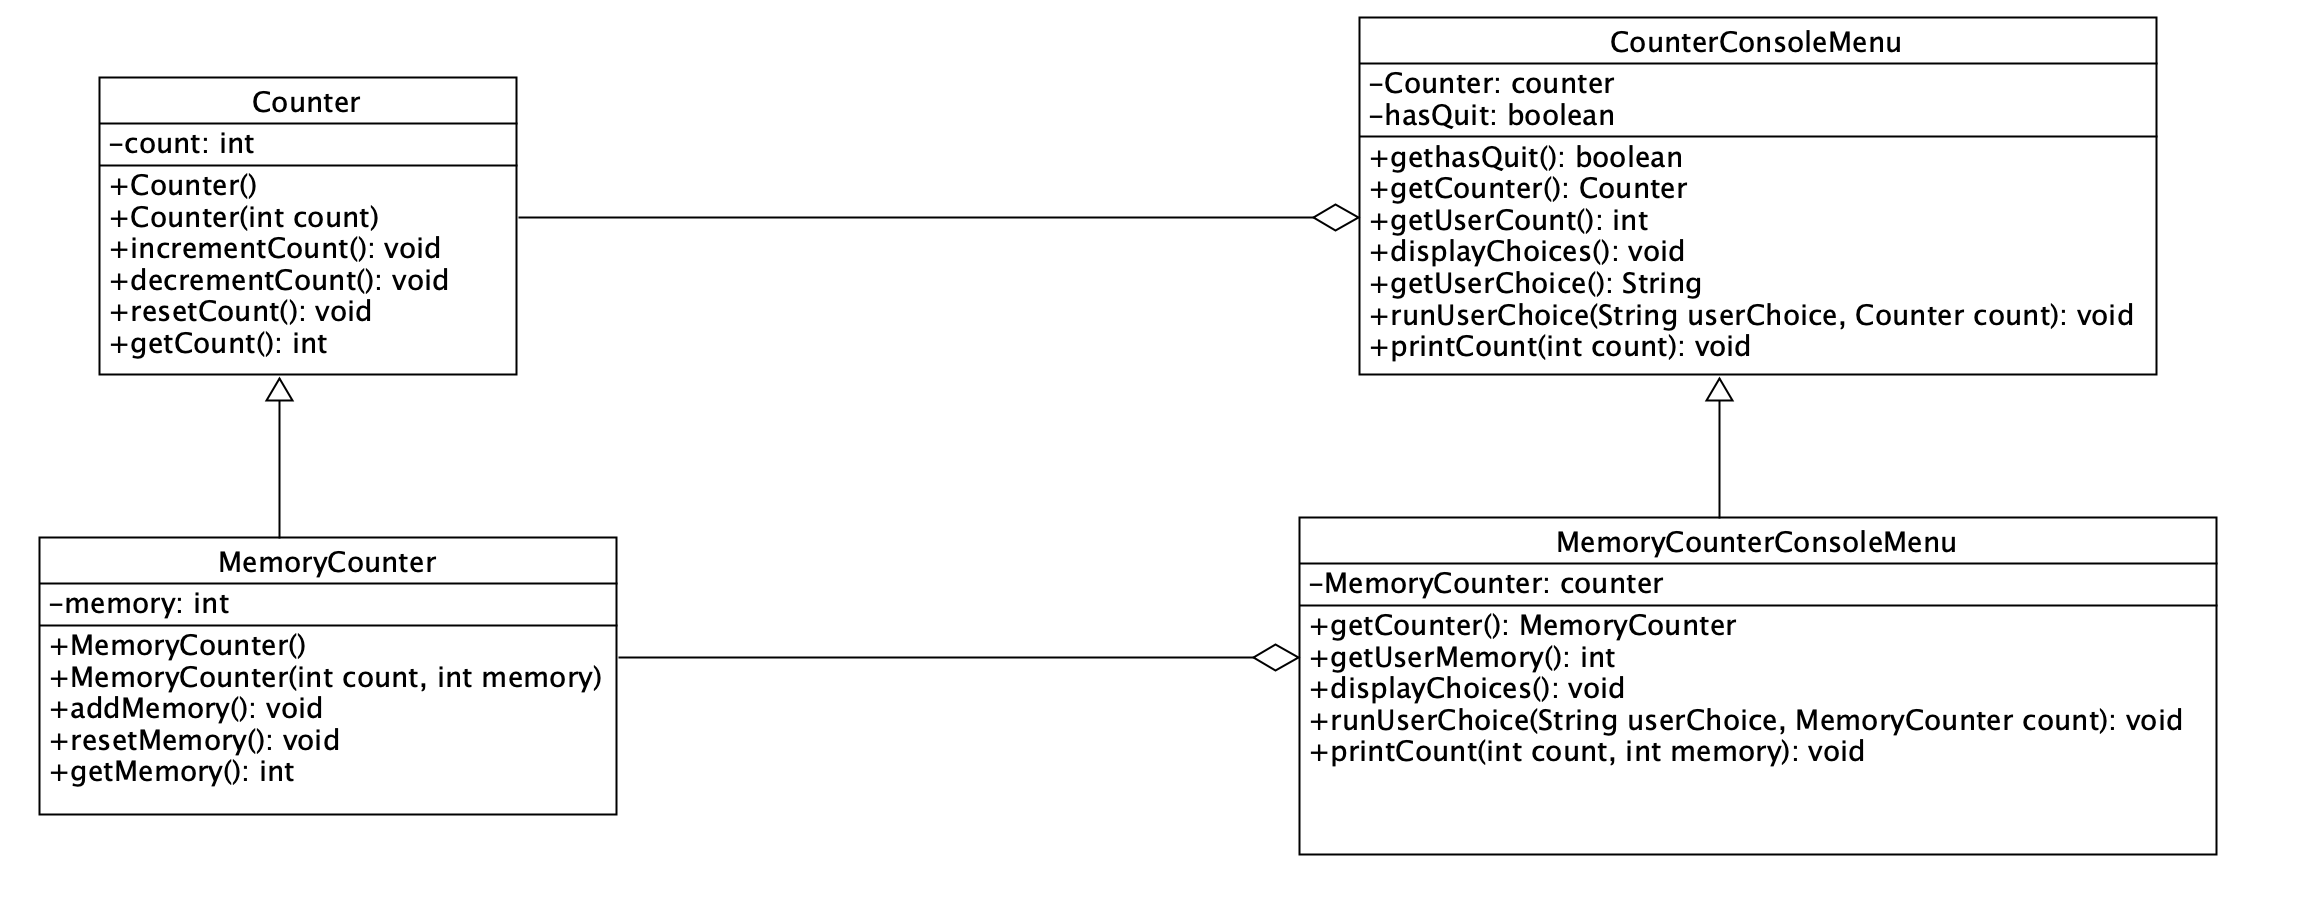 Counter
-count: int
+Counter()
+Counter(int count)
+incrementCount(): void
+decrementCount(): void
+resetCount(): void
+getCount(): int
CounterConsoleMenu
-Counter: counter
-hasQuit: boolean
+gethasQuit(): boolean
+getCounter(): Counter
+getUserCount(): int
+displayChoices(): void
+getUserChoice(): String
+runUserChoice(String userChoice, Counter count): void
+printCount(int count): void
MemoryCounter
-memory: int
+MemoryCounter()
+MemoryCounter(int count, int memory)
+addMemory(): void
+resetMemory(): void
+getMemory(): int
MemoryCounterConsoleMenu
-MemoryCounter: counter
+getCounter(): MemoryCounter
+getUserMemory(): int
+displayChoices(): void
+runUserChoice(String userChoice, MemoryCounter count): void
+printCount(int count, int memory): void